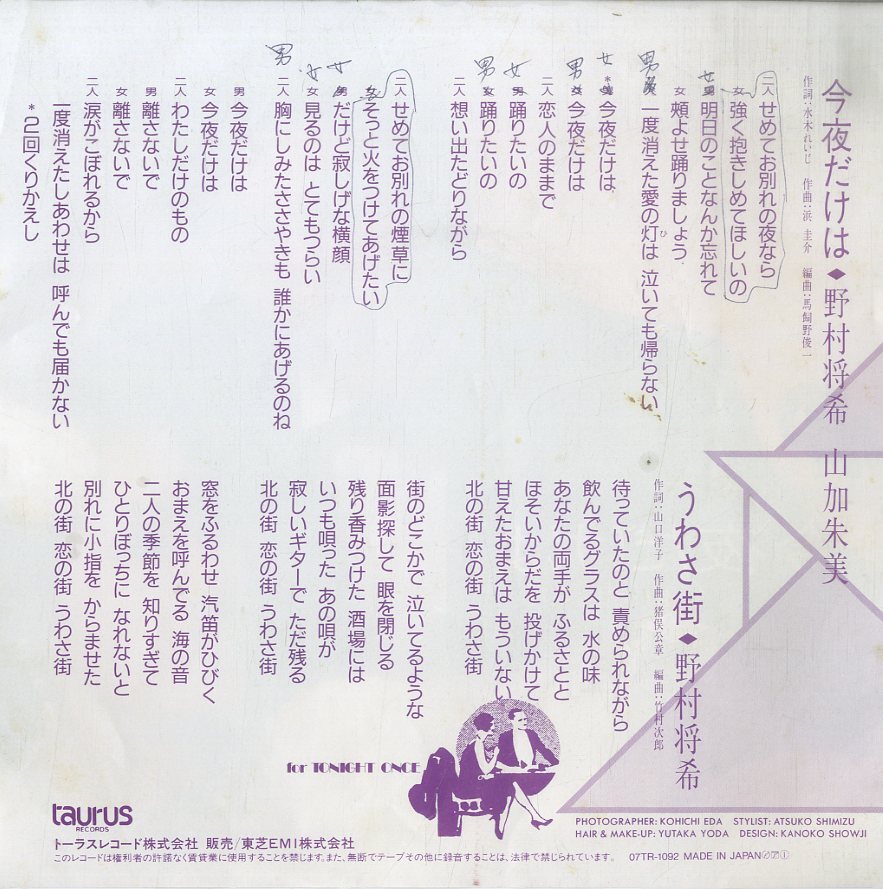 今夜だけは◆野村将希 山加朱美
作詞:水木れいじ 作曲:浜 圭介 編曲:馬飼野俊一
二人 せめてお別れの夜なら
女 強く抱きしめてほしいの
女 明日のことなんか忘れて
女 頬よせ踊りましょう
男 一度消えた愛の灯は 泣いても帰らない
ひ
女 *今夜だけは
男 今夜だけは
二人 恋人のままで
女 踊りたいの
男 踊りたいの
二人 想い出たどりながら
二人 せめてお別れの煙草に
女 そっと火をつけてあげたい
女 だけど寂しげな横顔
女 見るのは とてもつらい
男
二人 胸にしみたささやきも 誰かにあげるのね
男 今夜だけは
女 今夜だけは
二人 わたしだけのもの
男 離さないで
女 離さないで
二人 涙がこぼれるから
一度消えたしあわせは 呼んでも届かない
*2回くりかえし
うわさ街◆野村将希
作詞:山口洋子 作曲:猪俣公章 編曲:竹村次郎
待っていたのと 責められながら
飲んでるグラスは 水の味
あなたの両手が ふるさとと
ほそいからだを 投げかけて
甘えたおまえは もういない
北の街 恋の街 うわさ街
街のどこかで 泣いてるような
面影探して 眼を閉じる
残り香みつけた 酒場には
いつも唄った あの唄が
寂しいギターで ただ残る
北の街 恋の街 うわさ街
窓をふるわせ 汽笛がひびく
おまえを呼んでる 海の音
二人の季節を 知りすぎて
ひとりぼっちに なれないと
別れに小指を からませた
北の街 恋の街 うわさ街
for TONIGHT ONCE
PHOTOGRAPHER: KOHICHI EDA STYLIST: ATSUKO SHIMIZU
HAIR & MAKE-UP: YUTAKA YODA DESIGN: KANOKO SHOWJI
taurus
RECORDS
トーラスレコード株式会社 販売/東芝EMI株式会社
このレコードは権利者の許諾なく賃貸業に使用することを禁じます。また、無断でテープその他に録音することは、法律で禁じられています。 07TR-1092 MADE IN JAPAN